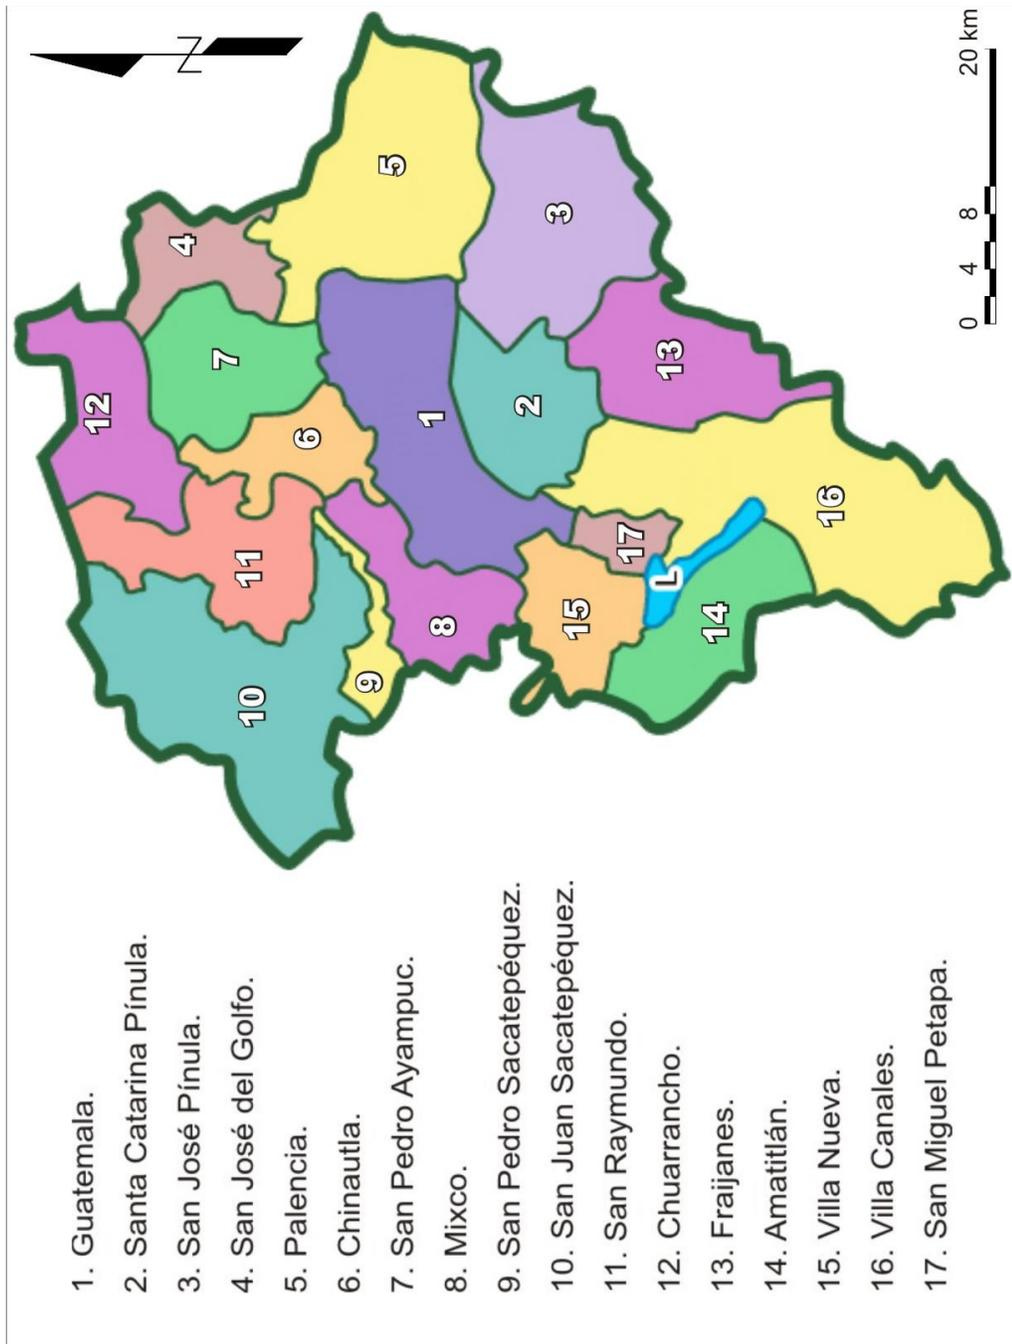 1. Guatemala.
2. Santa Catarina Pínula.
3. San José Pínula.
4. San José del Golfo.
5. Palencia.
6. Chinautla.
7. San Pedro Ayampuc.
8. Mixco.
9. San Pedro Sacatepéquez.
10. San Juan Sacatepéquez.
11. San Raymundo.
12. Chuarrancho.
13. Fraijanes.
14. Amatitlán.
15. Villa Nueva.
16. Villa Canales.
17. San Miguel Petapa.
N
12
4
7
5
11
6
10
1
3
9
8
2
13
15
17
L
14
16
0 4 8 20 km